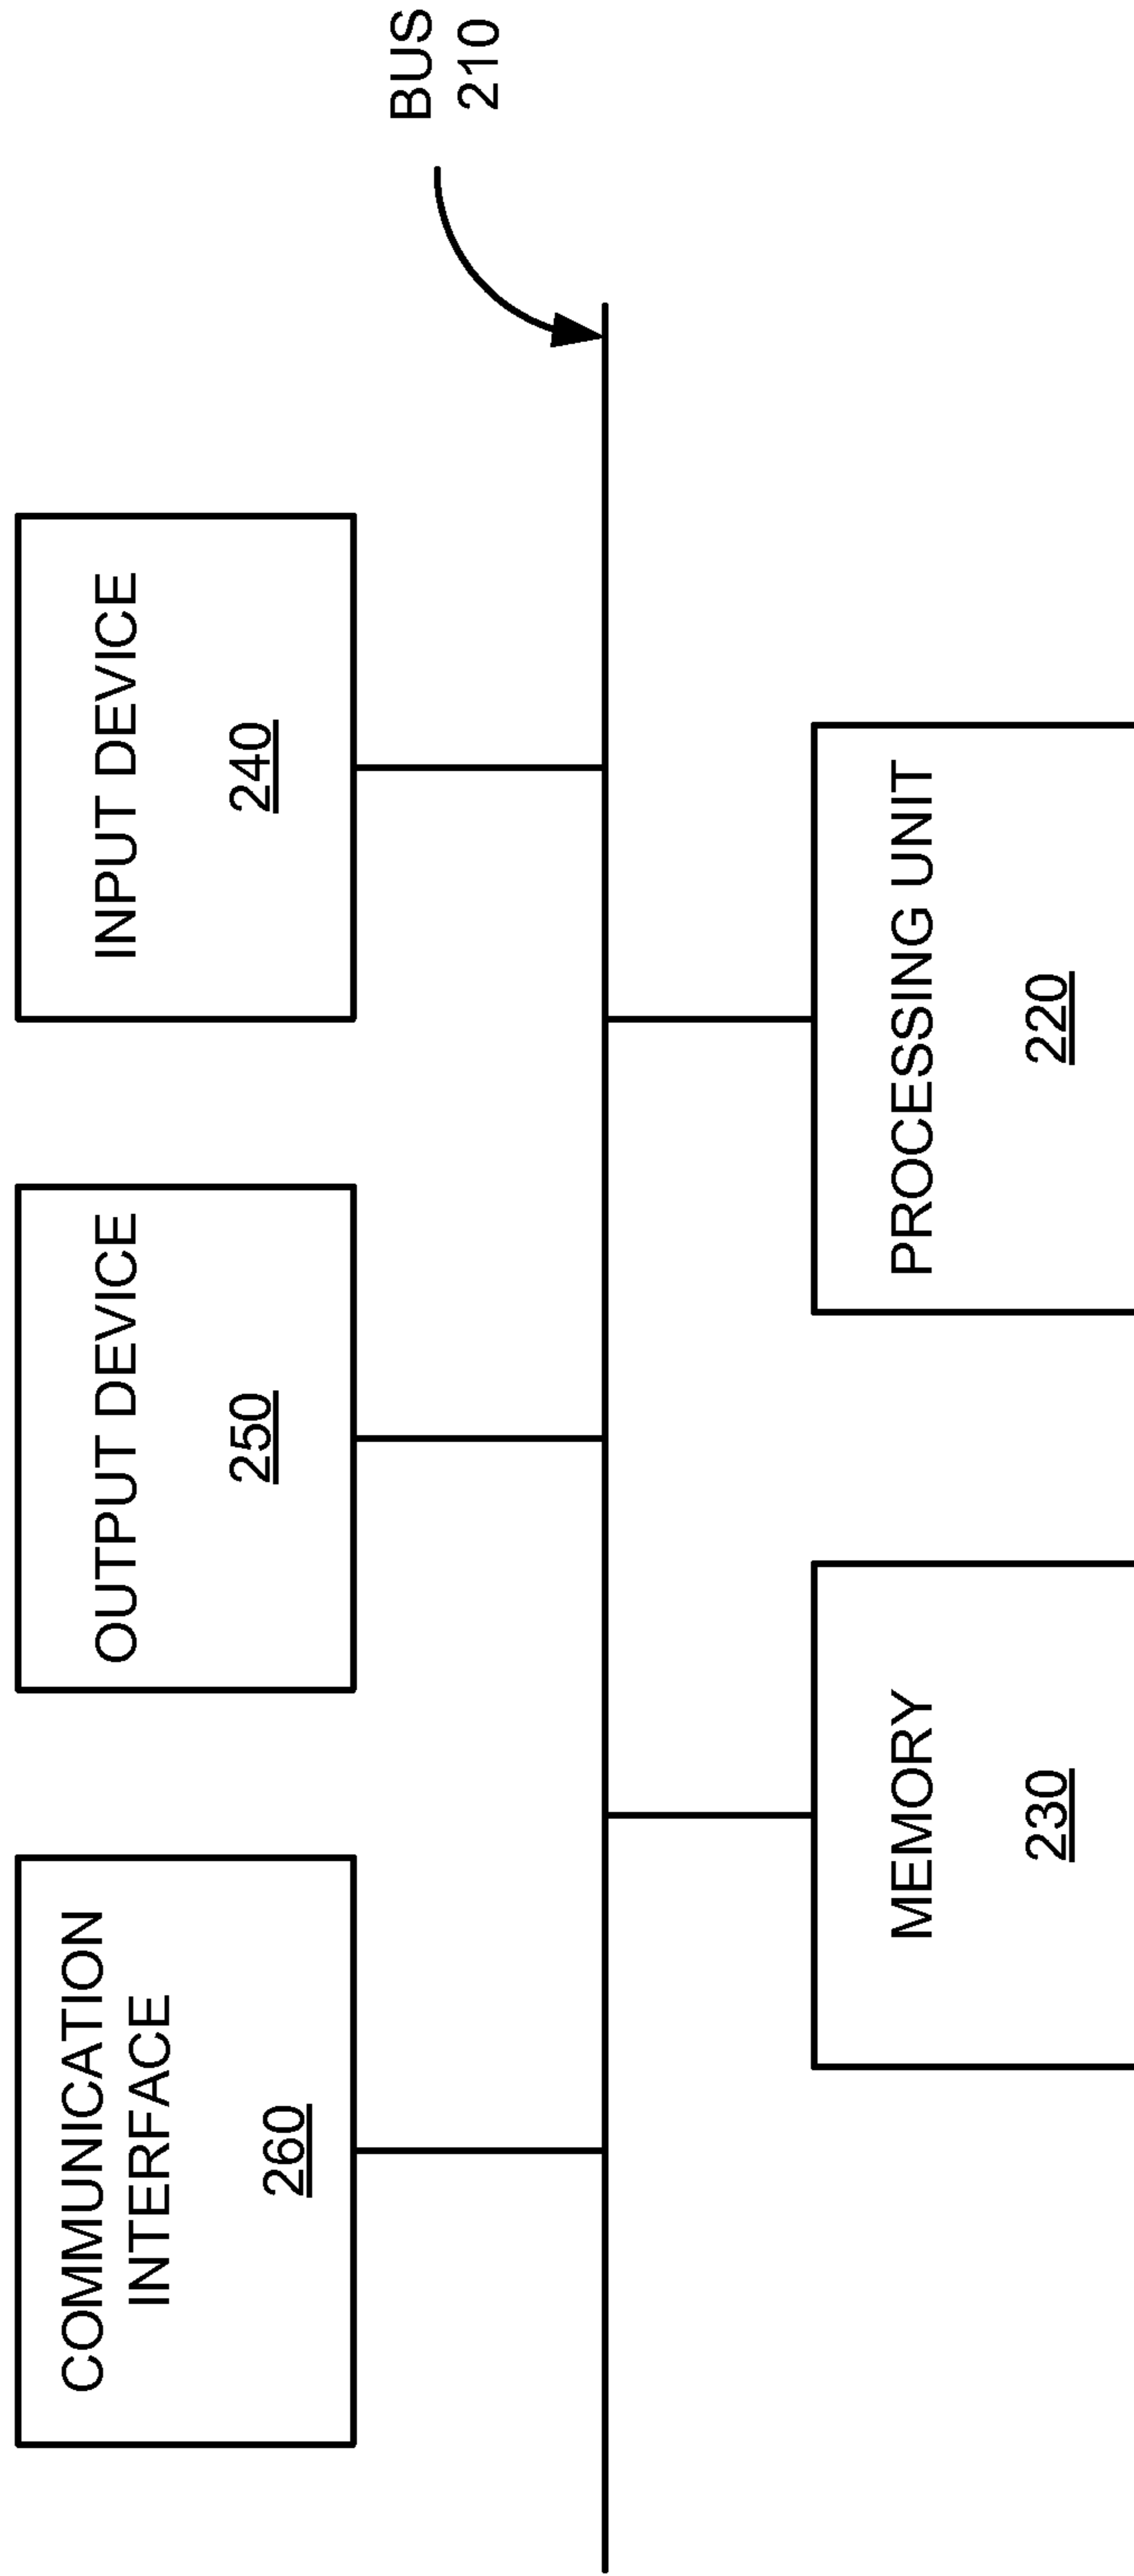 COMMUNICATION
INTERFACE
260
OUTPUT DEVICE
250
INPUT DEVICE
240
BUS
210
MEMORY
230
PROCESSING UNIT
220